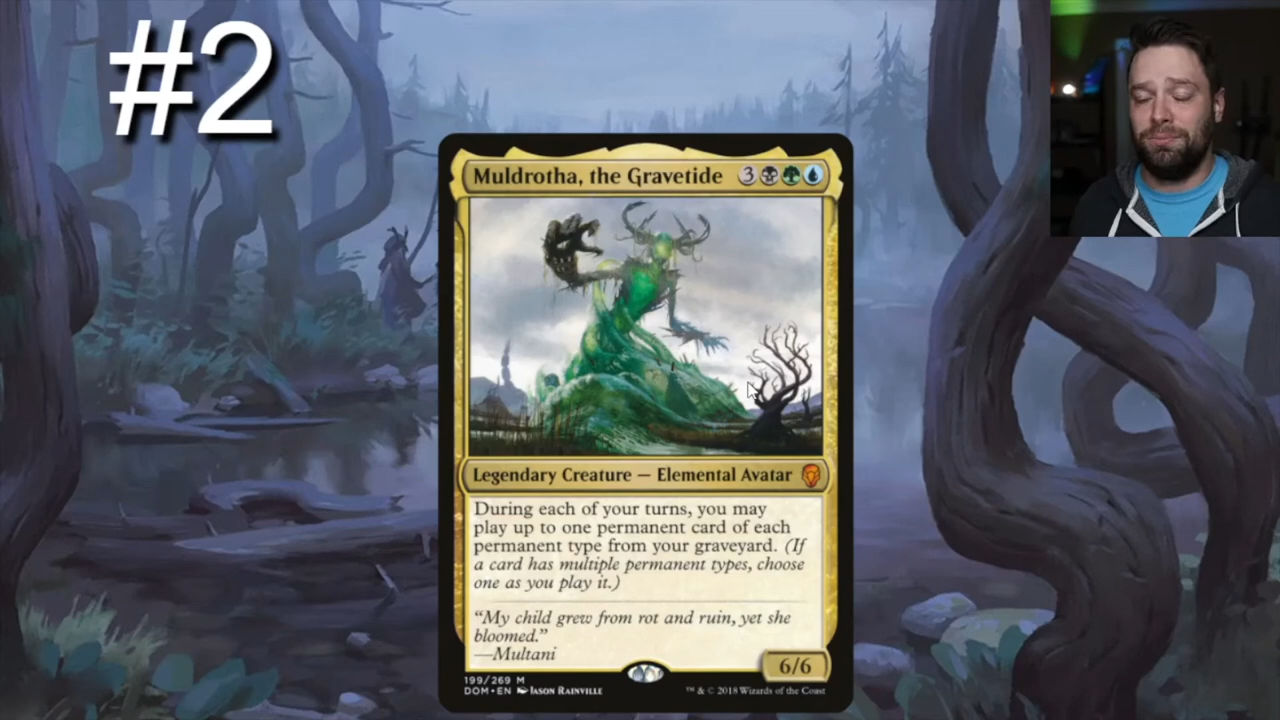 #2
Muldrotha, the Gravetide 3
Legendary Creature — Elemental Avatar
During each of your turns, you may
play up to one permanent card of each
permanent type from your graveyard. (If
a card has multiple permanent types, choose
one as you play it.)
“My child grew from rot and ruin, yet she
bloomed.”
—Multani
6/6
199/269 M
DOM • EN Jason Rainville
™ & © 2018 Wizards of the Coast